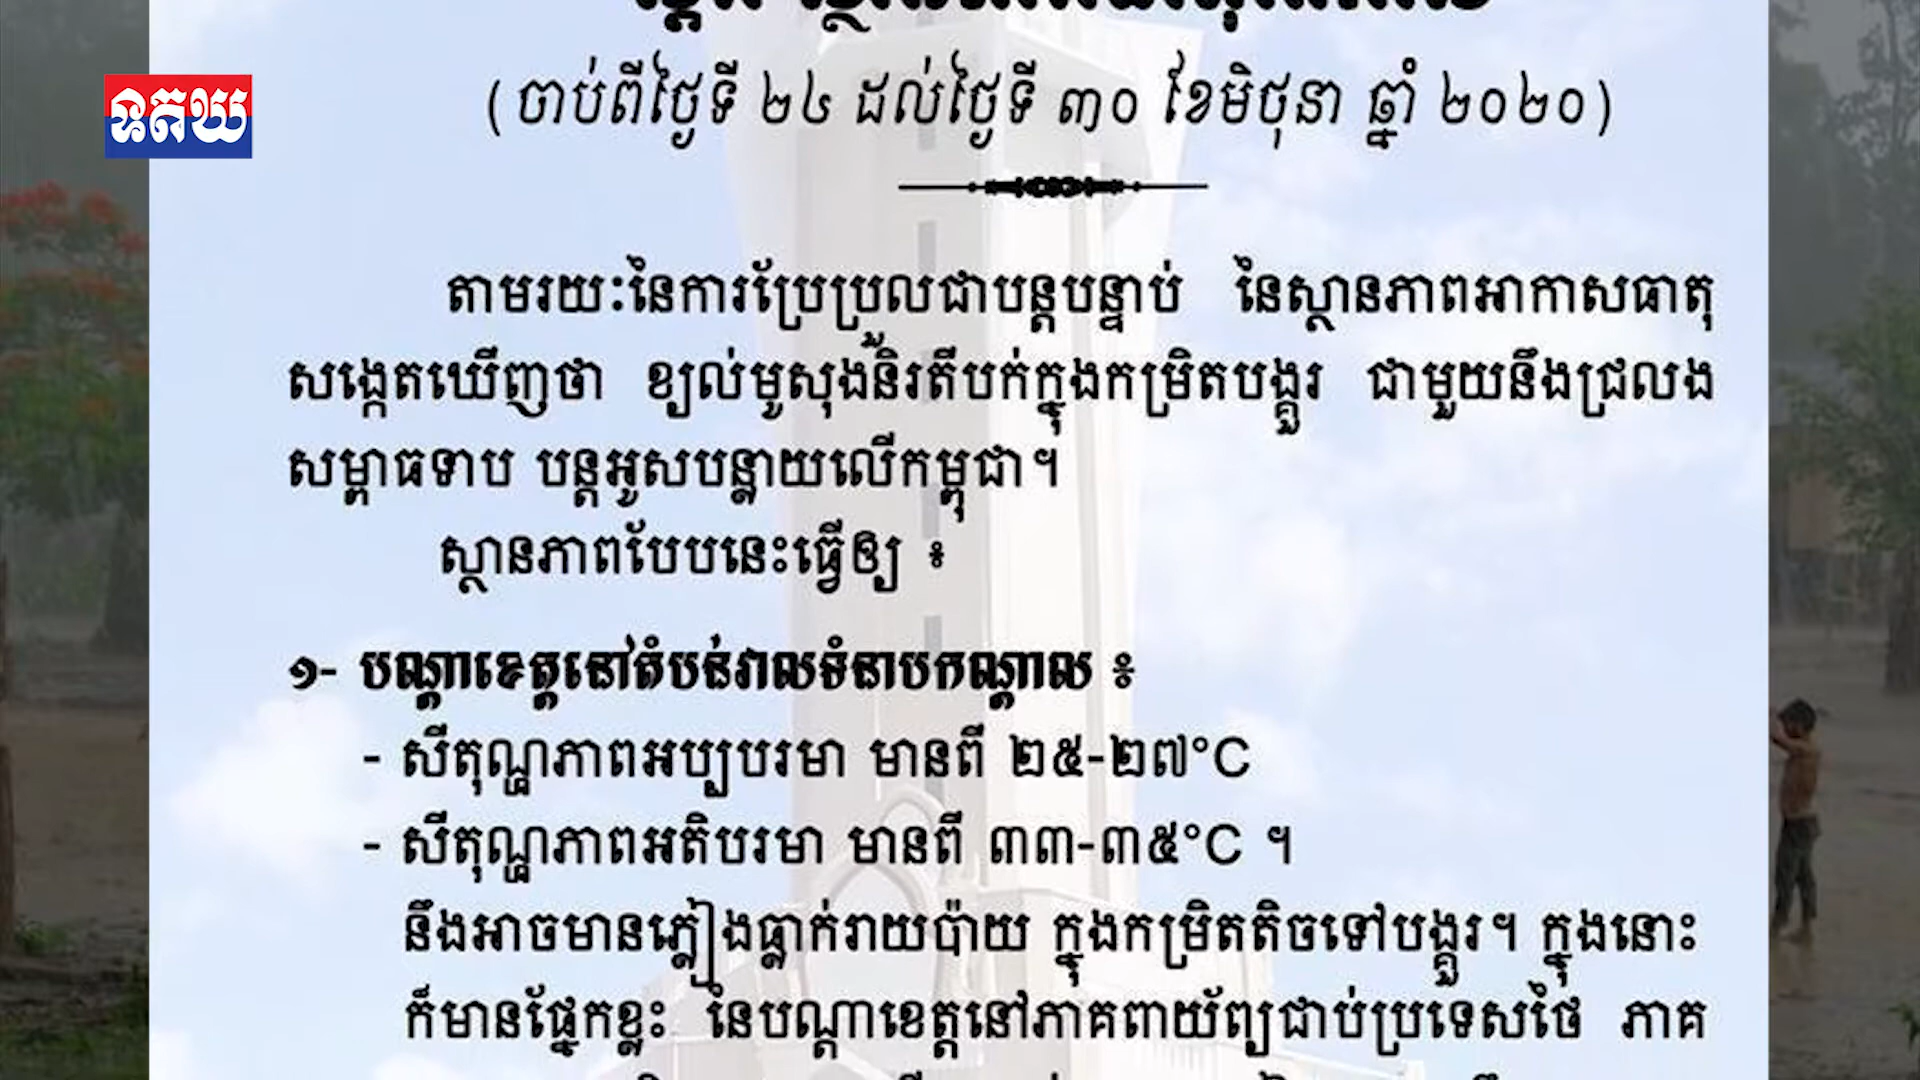 (ចាប់ពីថ្ងៃទី ២៤ ដល់ថ្ងៃទី ៣០ ខែមិថុនា ឆ្នាំ ២០២០)
ទតយ
តាមរយៈនៃការប្រែប្រួលជាបន្តបន្ទាប់ នៃស្ថានភាពអាកាសធាតុ
សង្កេតឃើញថា ខ្យល់មូសុងនិរតីបក់ក្នុងកម្រិតបង្គួរ ជាមួយនឹងជ្រលង
សម្ពាធទាប បន្តអូសបន្លាយលើកម្ពុជា។
ស្ថានភាពបែបនេះធ្វើឲ្យ ៖
១- បណ្ដាខេត្តនៅតំបន់វាលទំនាបកណ្ដាល ៖
- សីតុណ្ហភាពអប្បបរមា មានពី ២៥-២៧°C
- សីតុណ្ហភាពអតិបរមា មានពី ៣៣-៣៥°C ។
នឹងអាចមានភ្លៀងធ្លាក់រាយប៉ាយ ក្នុងកម្រិតតិចទៅបង្គួរ។ ក្នុងនោះ
ក៏មានផ្នែកខ្លះ នៃបណ្ដាខេត្តនៅភាគពាយ័ព្យជាប់ប្រទេសថៃ ភាគ